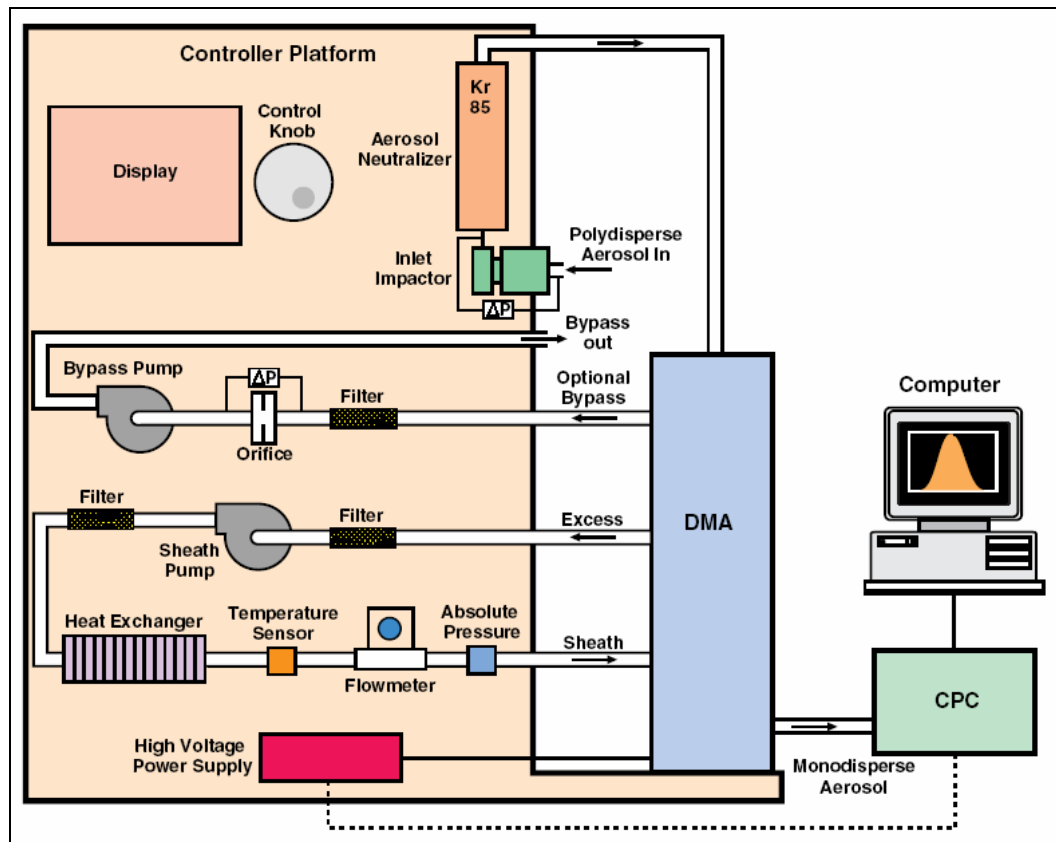 Controller Platform
Kr
85
Control
Knob
Aerosol
Neutralizer
Display
Polydisperse
Aerosol In
Inlet
Impactor
ΔP
Bypass
out
Bypass Pump
ΔP
Filter
Optional
Bypass
Orifice
Computer
Filter
Filter
Excess
DMA
Sheath
Pump
Heat Exchanger
Temperature
Sensor
Absolute
Pressure
Sheath
Flowmeter
CPC
High Voltage
Power Supply
Monodisperse
Aerosol